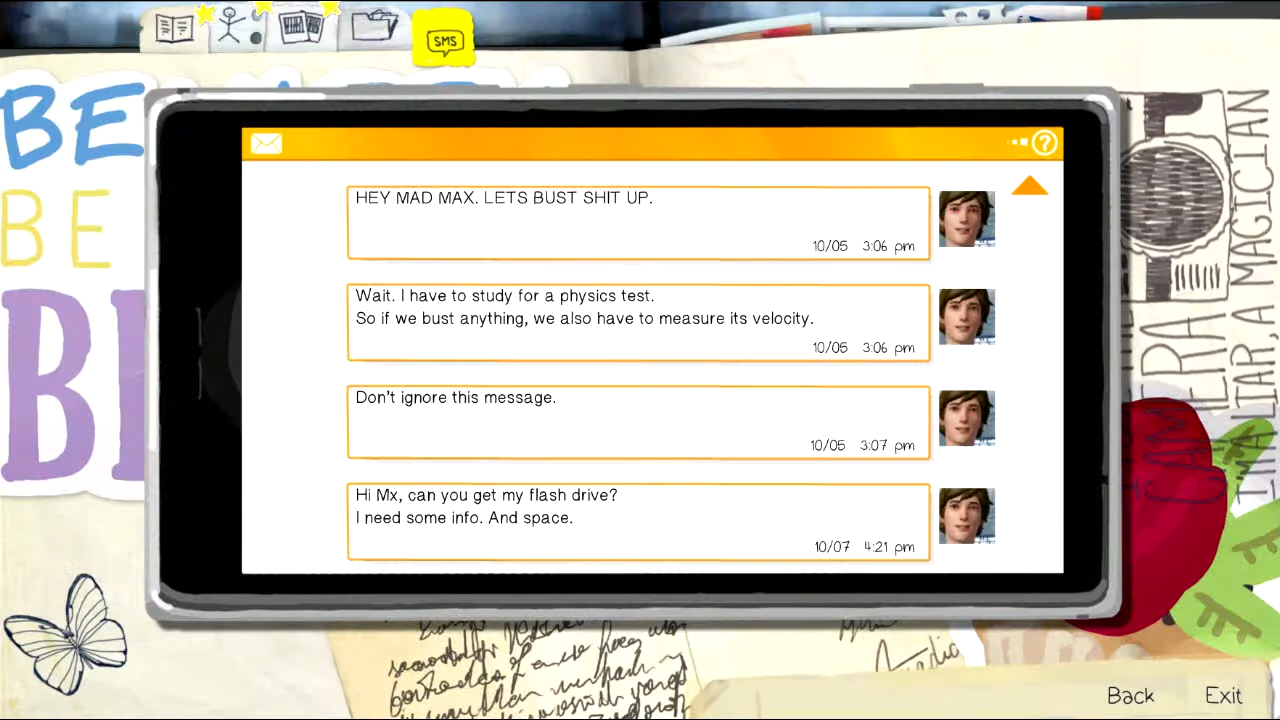 SMS
BE
BE
HEY MAD MAX. LETS BUST SHIT UP.
10/05 3:06 pm
Wait. I have to study for a physics test.
So if we bust anything, we also have to measure its velocity.
10/05 3:06 pm
Don't ignore this message.
10/05 3:07 pm
Hi Mx, can you get my flash drive?
I need some info. And space.
10/07 4:21 pm
A MAGICIAN
Back Exit